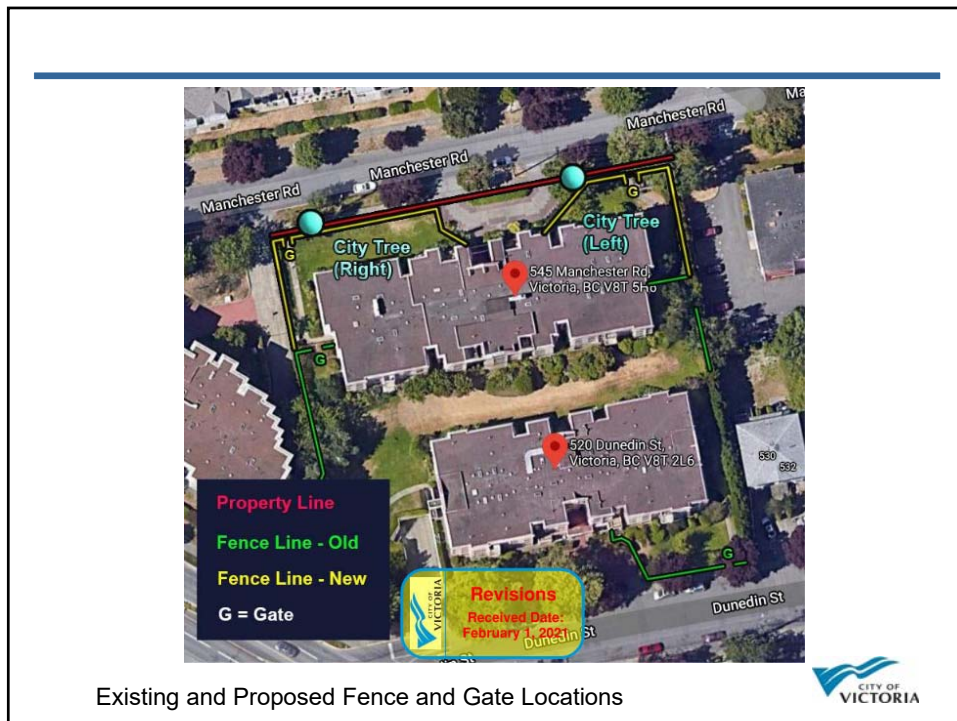 Manchester Rd
Manchester Rd
Manchester Rd
G
G
City Tree
(Right)
City Tree
(Left)
545 Manchester Rd,
Victoria, BC V8T 5H6
G
520 Dunedin St,
Victoria, BC V8T 2L6
530
532
Property Line
Fence Line - Old
Fence Line - New
G = Gate
G
CITY OF
VICTORIA
Revisions
Received Date:
February 1, 2021
Dunedin St
Dunedin St
Existing and Proposed Fence and Gate Locations
CITY OF
VICTORIA